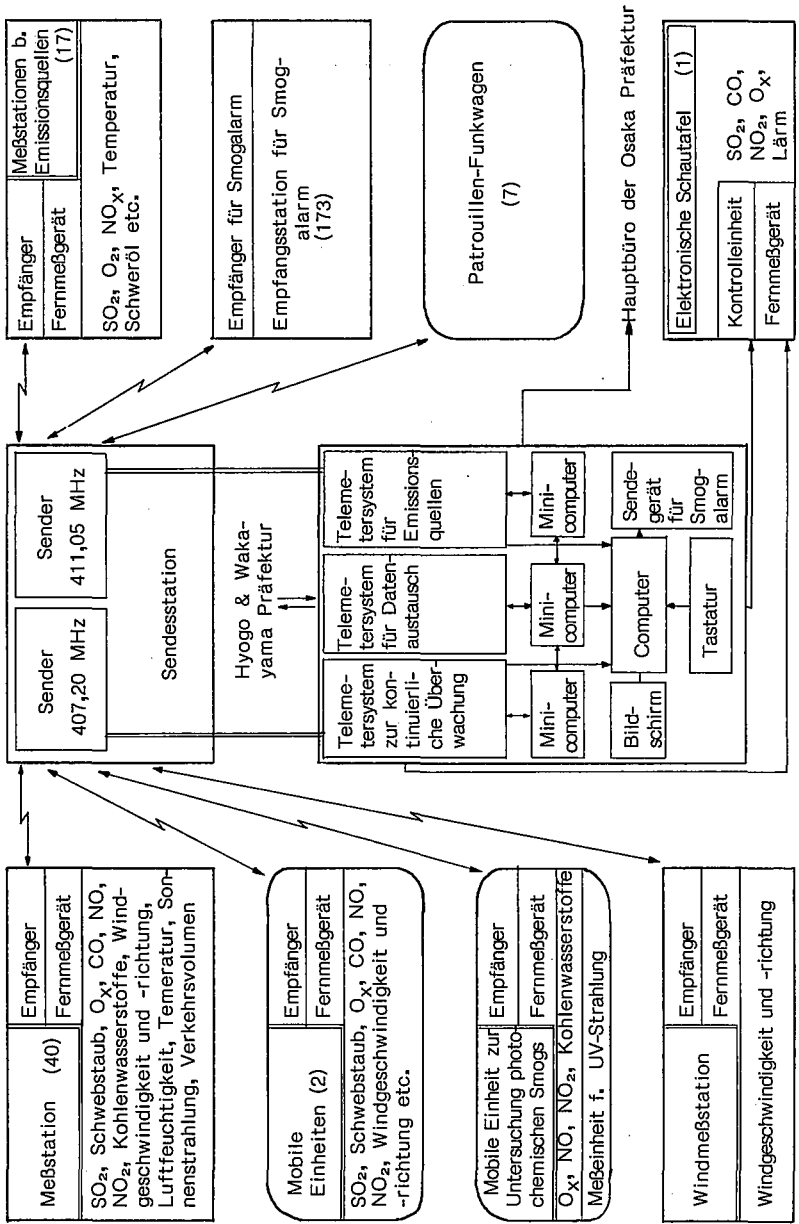 Meßstation (40)
Empfänger
Fernmeßgerät
SO₂, Schwebstaub, Oₓ, CO, NO,
NO₂, Kohlenwasserstoffe, Wind-
geschwindigkeit und -richtung,
Luftfeuchtigkeit, Temeratur, Son-
nenstrahlung, Verkehrsvolumen
Mobile
Einheiten (2)
Empfänger
Fernmeßgerät
SO₂, Schwebstaub, Oₓ, CO, NO,
NO₂, Windgeschwindigkeit und
-richtung etc.
Mobile Einheit zur
Untersuchung photo-
chemischen Smogs
Empfänger
Fernmeßgerät
Oₓ, NO, NO₂, Kohlenwasserstoffe
Meßeinheit f. UV-Strahlung
Windmeßstation
Empfänger
Fernmeßgerät
Windgeschwindigkeit und -richtung
Sender
407,20 MHz
Sender
411,05 MHz
Sendesstation
Hyogo & Waka-
yama Präfektur
Teleme-
tersystem
zur kon-
tinuierli-
che Über-
wachung
Teleme-
tersystem
für Daten-
austausch
Teleme-
tersystem
für
Emissions-
quellen
Mini-
computer
Mini-
computer
Mini-
computer
Bild-
schirm
Computer
Sende-
gerät
für
Smog-
alarm
Tastatur
Empfänger
Fernmeßgerät
Meßstationen b.
Emissionsquellen
(17)
SO₂, O₂, NOₓ, Temperatur,
Schweröl etc.
Empfänger für Smogalarm
Empfangsstation für Smog-
alarm
(173)
Patrouillen-Funkwagen
(7)
Hauptbüro der Osaka Präfektur
Elektronische Schautafel (1)
Kontrolleinheit
Fernmeßgerät
SO₂, CO,
NO₂, Oₓ,
Lärm